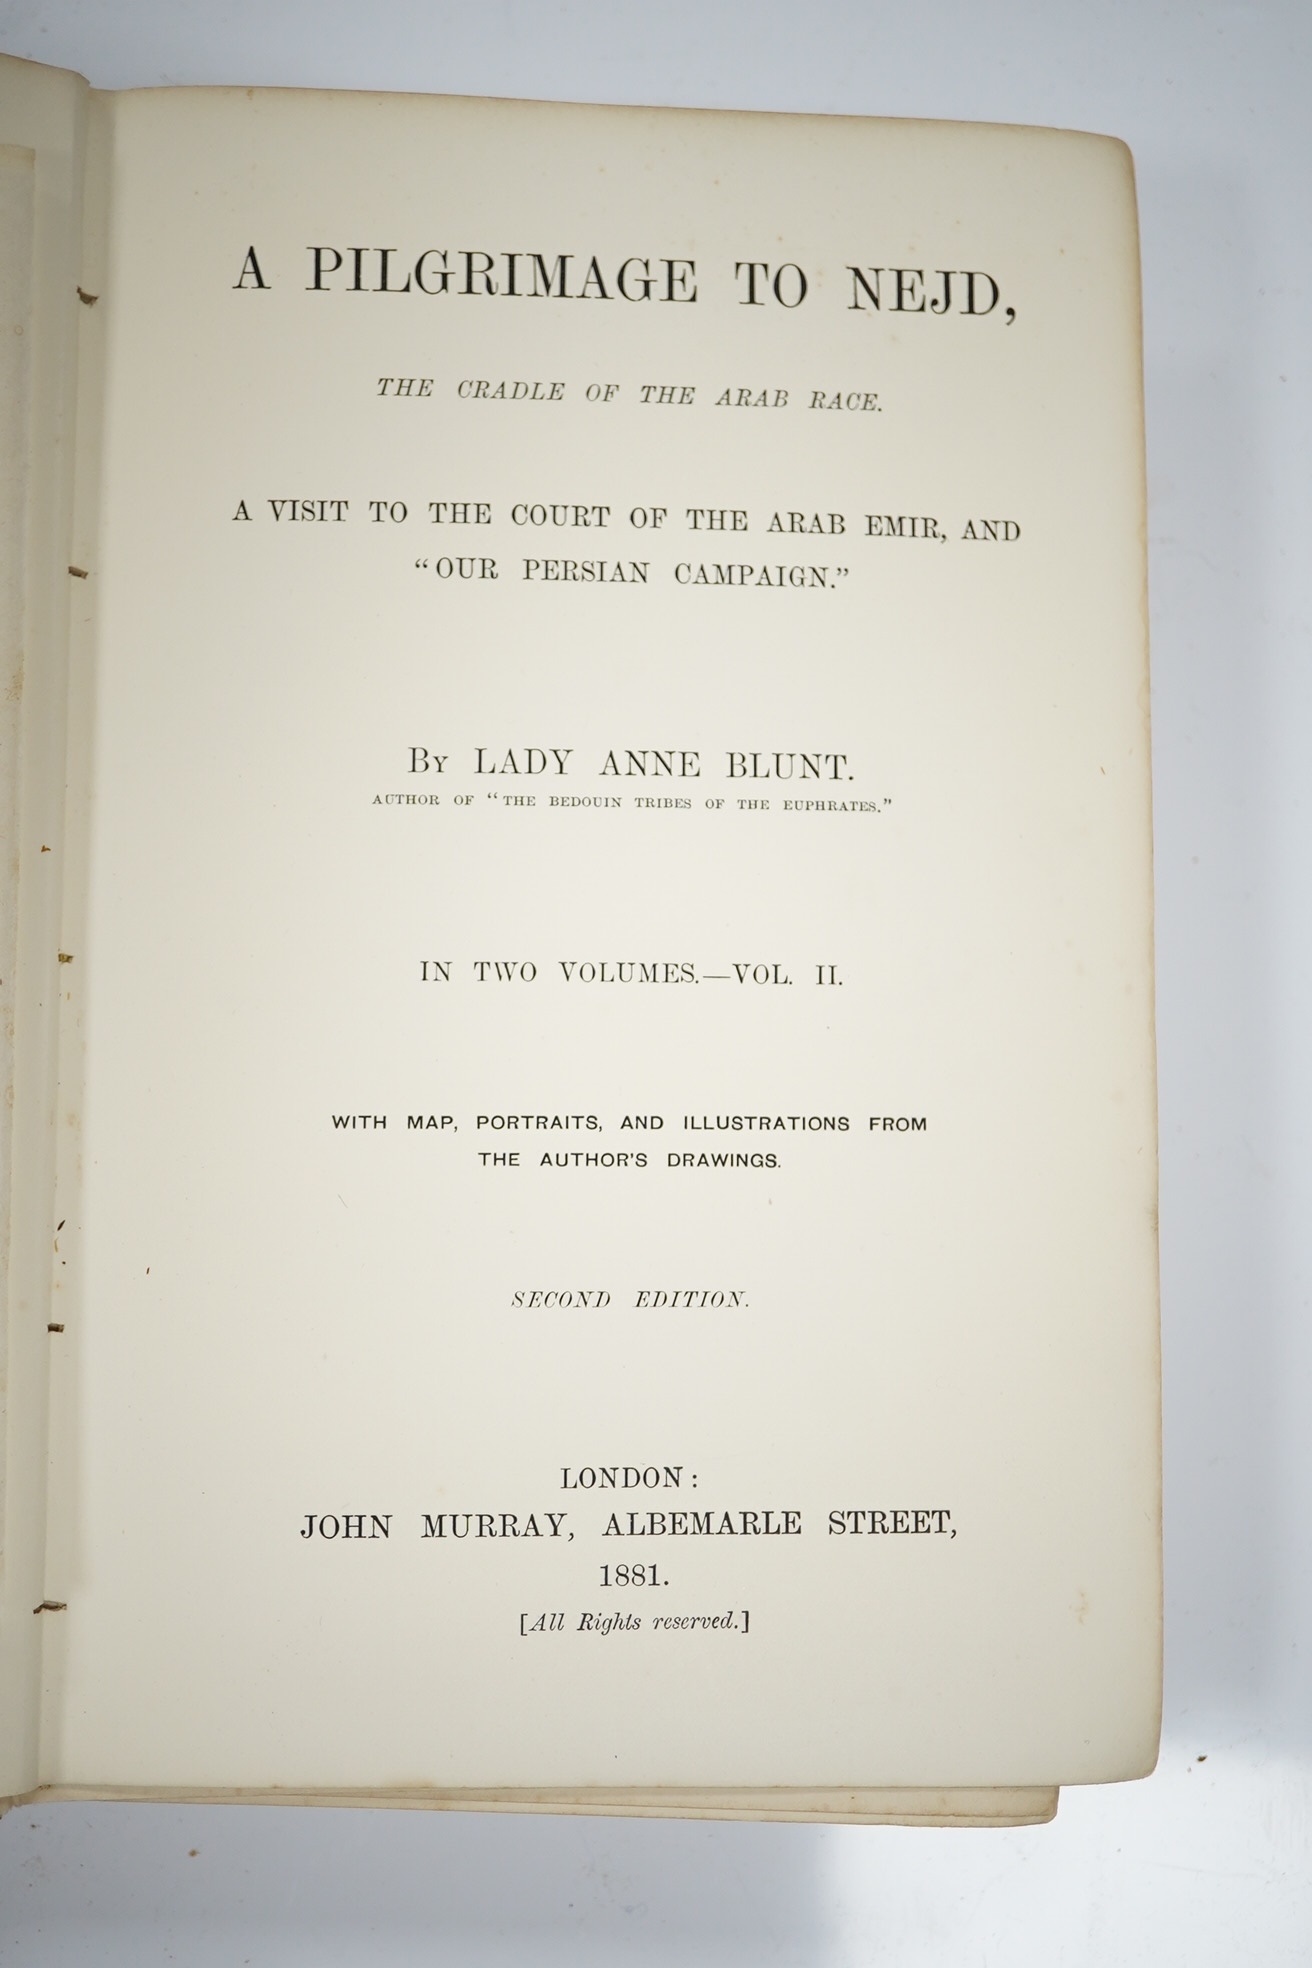 A PILGRIMAGE TO NEJD,
THE CRADLE OF THE ARAB RACE.
A VISIT TO THE COURT OF THE ARAB EMIR, AND
“OUR PERSIAN CAMPAIGN.”
By LADY ANNE BLUNT.
AUTHOR OF “THE BEDOUIN TRIBES OF THE EUPHRATES.”
IN TWO VOLUMES.—VOL. II.
WITH MAP, PORTRAITS, AND ILLUSTRATIONS FROM
THE AUTHOR'S DRAWINGS.
SECOND EDITION.
LONDON:
JOHN MURRAY, ALBEMARLE STREET,
1881.
[All Rights reserved.]